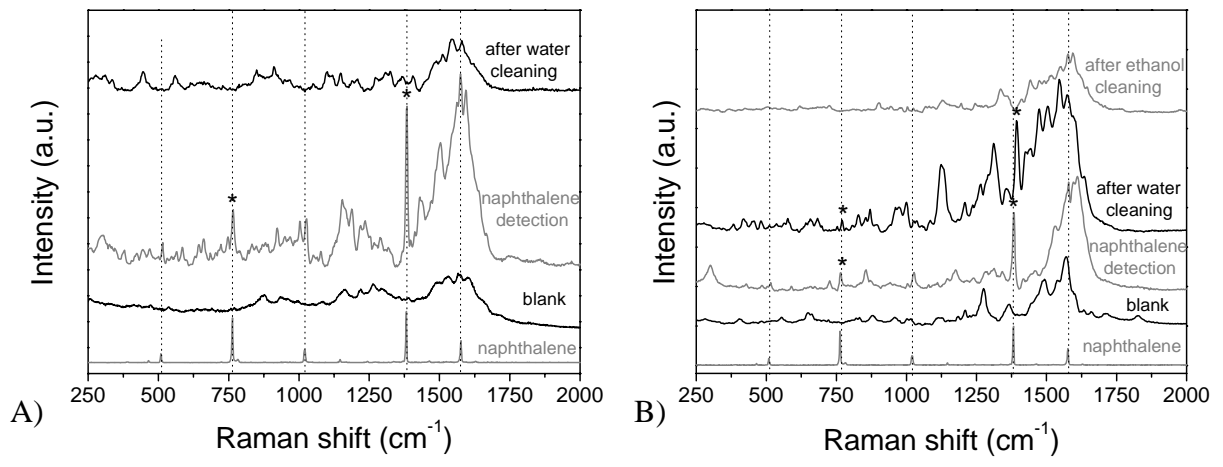 after water
cleaning
*
*
naphthalene
detection
blank
naphthalene
Intensity (a.u.)
250 500 750 1000 1250 1500 1750 2000
Raman shift (cm⁻¹)
A)
after ethanol
cleaning
*
*
after water
cleaning
*
*
naphthalene
detection
blank
naphthalene
Intensity (a.u.)
250 500 750 1000 1250 1500 1750 2000
Raman shift (cm⁻¹)
B)